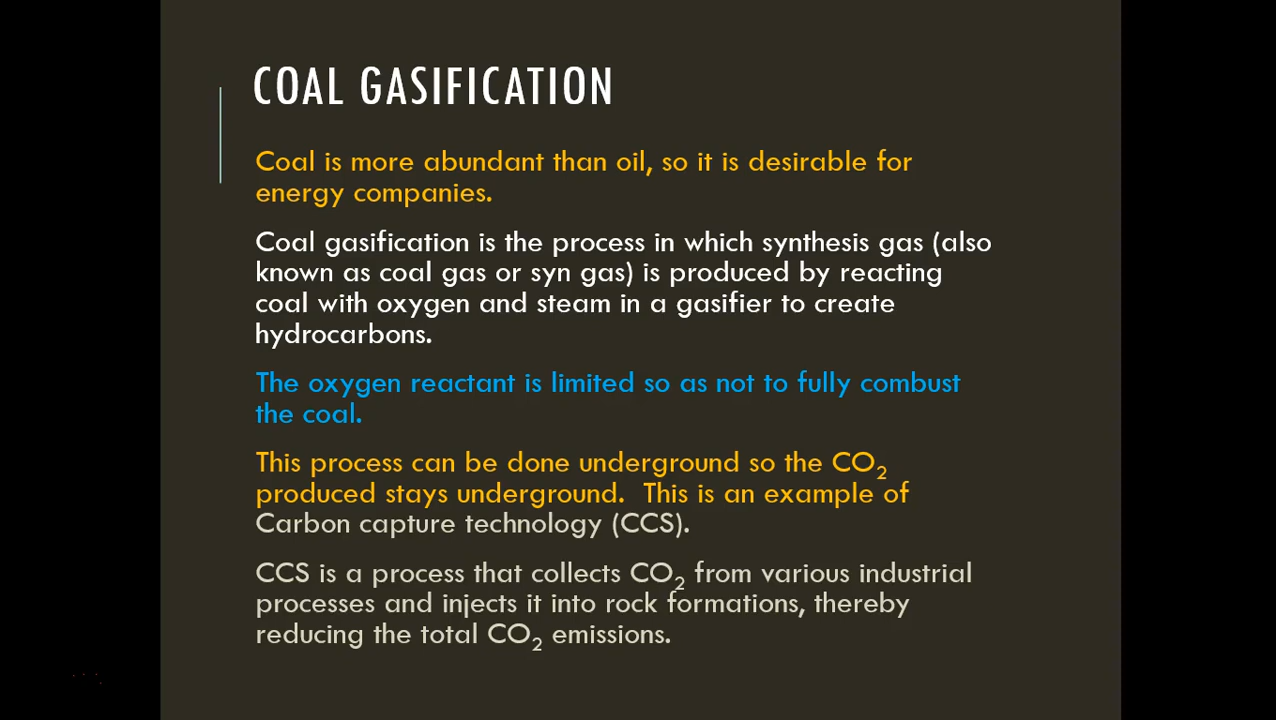 COAL GASIFICATION
Coal is more abundant than oil, so it is desirable for
energy companies.
Coal gasification is the process in which synthesis gas (also
known as coal gas or syn gas) is produced by reacting
coal with oxygen and steam in a gasifier to create
hydrocarbons.
The oxygen reactant is limited so as not to fully combust
the coal.
This process can be done underground so the CO₂
produced stays underground.  This is an example of
Carbon capture technology (CCS).
CCS is a process that collects CO₂ from various industrial
processes and injects it into rock formations, thereby
reducing the total CO₂ emissions.